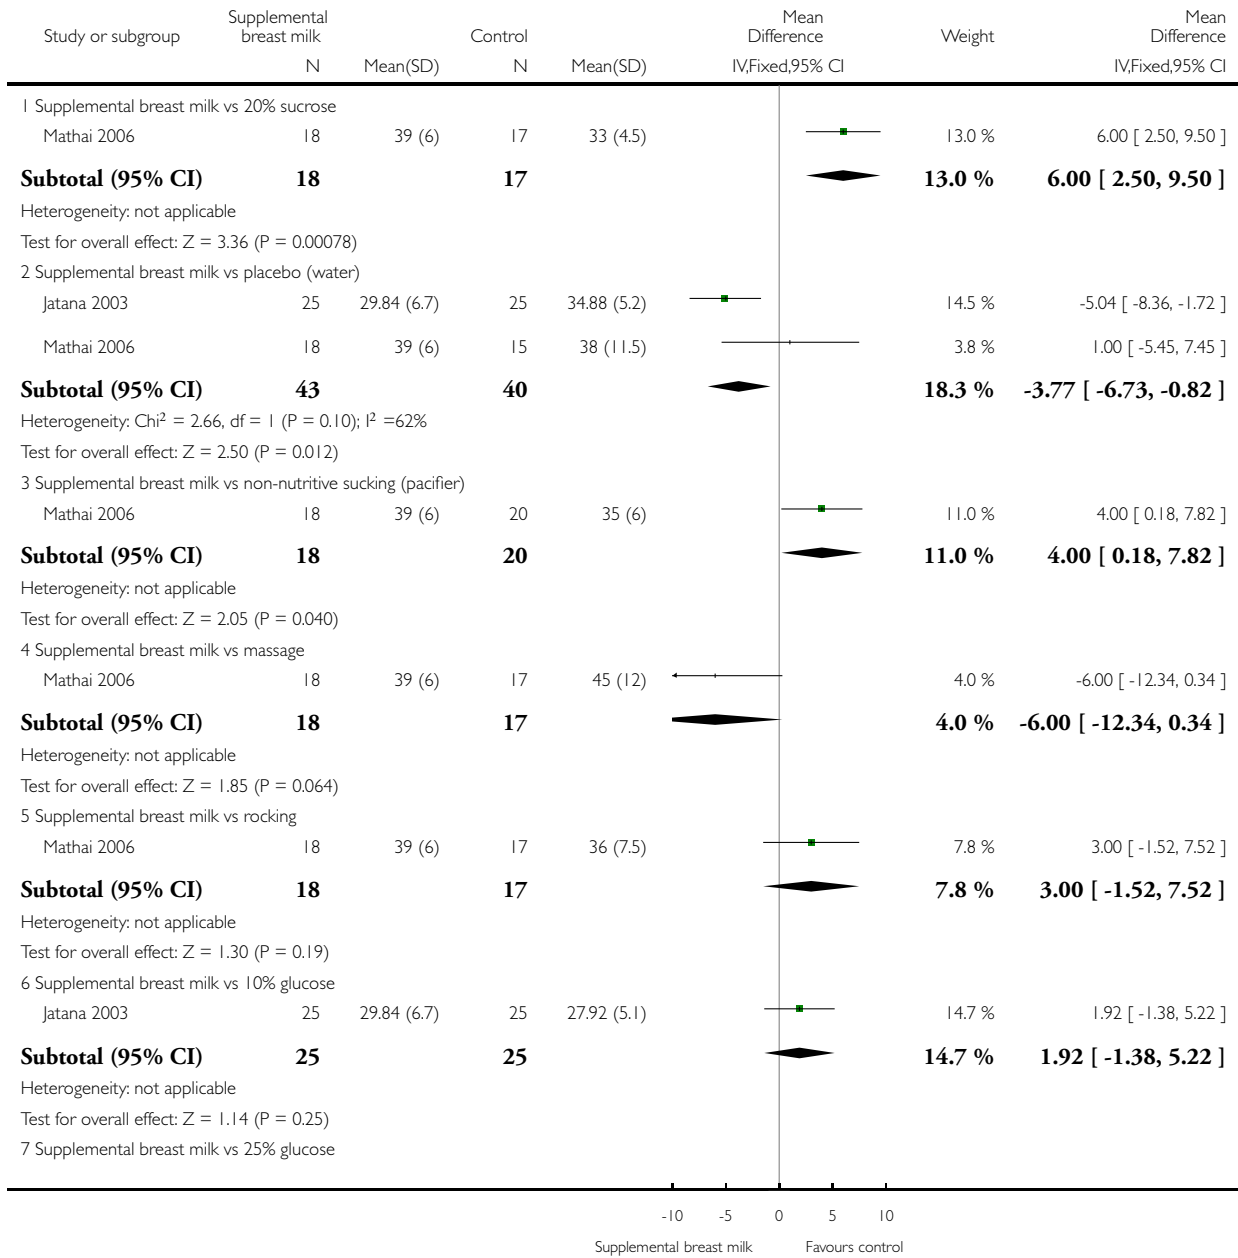 Study or subgroup Supplemental breast milk Control Mean Difference Weight Mean Difference
N Mean(SD) N Mean(SD) IV,Fixed,95% CI IV,Fixed,95% CI
1 Supplemental breast milk vs 20% sucrose
Mathai 2006 18 39 (6) 17 33 (4.5) 13.0 % 6.00 [ 2.50, 9.50 ]
Subtotal (95% CI) 18 17 13.0 % 6.00 [ 2.50, 9.50 ]
Heterogeneity: not applicable
Test for overall effect: Z = 3.36 (P = 0.00078)
2 Supplemental breast milk vs placebo (water)
Jatana 2003 25 29.84 (6.7) 25 34.88 (5.2) 14.5 % -5.04 [ -8.36, -1.72 ]
Mathai 2006 18 39 (6) 15 38 (11.5) 3.8 % 1.00 [ -5.45, 7.45 ]
Subtotal (95% CI) 43 40 18.3 % -3.77 [ -6.73, -0.82 ]
Heterogeneity: Chi² = 2.66, df = 1 (P = 0.10); I² =62%
Test for overall effect: Z = 2.50 (P = 0.012)
3 Supplemental breast milk vs non-nutritive sucking (pacifier)
Mathai 2006 18 39 (6) 20 35 (6) 11.0 % 4.00 [ 0.18, 7.82 ]
Subtotal (95% CI) 18 20 11.0 % 4.00 [ 0.18, 7.82 ]
Heterogeneity: not applicable
Test for overall effect: Z = 2.05 (P = 0.040)
4 Supplemental breast milk vs massage
Mathai 2006 18 39 (6) 17 45 (12) 4.0 % -6.00 [ -12.34, 0.34 ]
Subtotal (95% CI) 18 17 4.0 % -6.00 [ -12.34, 0.34 ]
Heterogeneity: not applicable
Test for overall effect: Z = 1.85 (P = 0.064)
5 Supplemental breast milk vs rocking
Mathai 2006 18 39 (6) 17 36 (7.5) 7.8 % 3.00 [ -1.52, 7.52 ]
Subtotal (95% CI) 18 17 7.8 % 3.00 [ -1.52, 7.52 ]
Heterogeneity: not applicable
Test for overall effect: Z = 1.30 (P = 0.19)
6 Supplemental breast milk vs 10% glucose
Jatana 2003 25 29.84 (6.7) 25 27.92 (5.1) 14.7 % 1.92 [ -1.38, 5.22 ]
Subtotal (95% CI) 25 25 14.7 % 1.92 [ -1.38, 5.22 ]
Heterogeneity: not applicable
Test for overall effect: Z = 1.14 (P = 0.25)
7 Supplemental breast milk vs 25% glucose
-10 -5 0 5 10
Supplemental breast milk Favours control